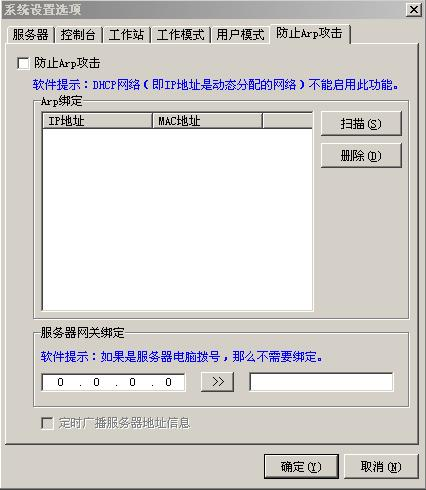 系统设置选项
服务器 控制台 工作站 工作模式 用户模式 防止Arp攻击
防止Arp攻击
软件提示：DHCP网络（即IP地址是动态分配的网络）不能启用此功能。
Arp绑定
IP地址 MAC地址
扫描(S)
删除(D)
服务器网关绑定
软件提示：如果是服务器电脑拨号，那么不需要绑定。
0 . 0 . 0 . 0 >>
定时广播服务器地址信息
确定(Y) 取消(N)